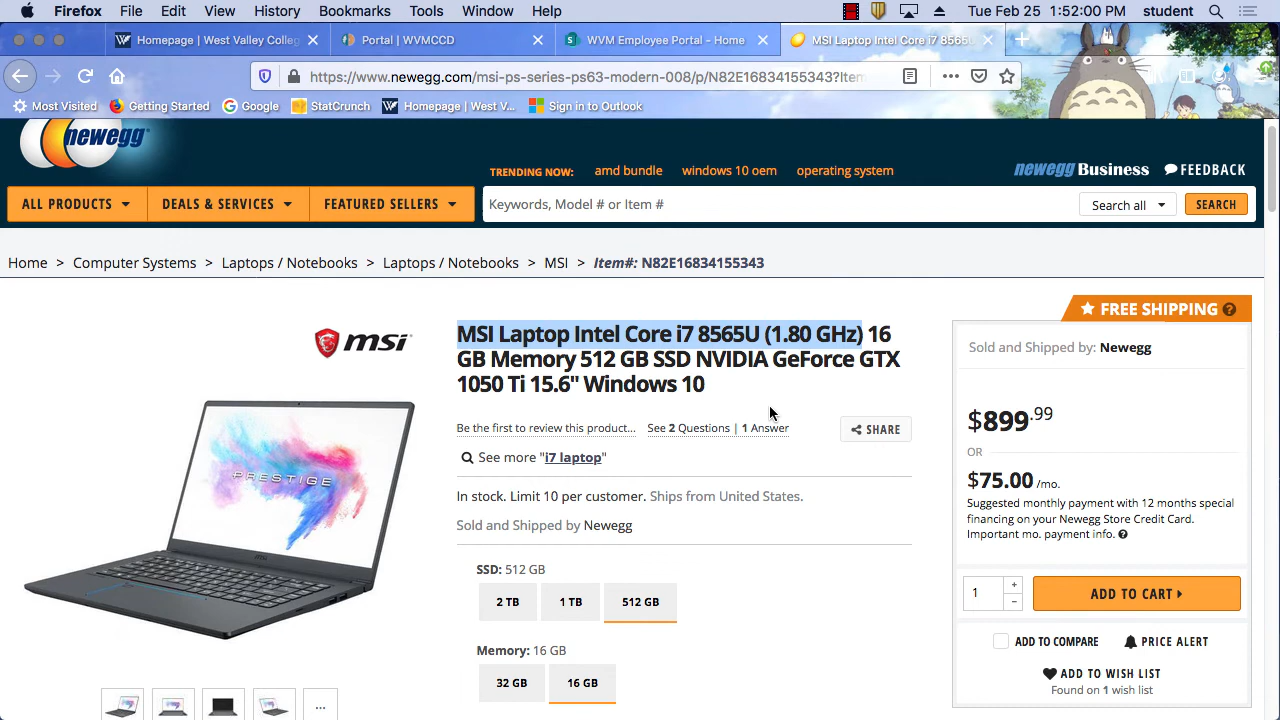 Firefox File Edit View History Bookmarks Tools Window Help Tue Feb 25 1:52:00 PM student
Homepage | West Valley Colleg Portal | WVMCCD WVM Employee Portal - Home MSI Laptop Intel Core i7 8565U
https://www.newegg.com/msi-ps-series-ps63-modern-008/p/N82E16834155343?Item
Most Visited Getting Started Google StatCrunch Homepage | West V... Sign in to Outlook
newegg
TRENDING NOW: amd bundle windows 10 oem operating system newegg Business FEEDBACK
ALL PRODUCTS DEALS & SERVICES FEATURED SELLERS Keywords, Model # or Item # Search all SEARCH
Home > Computer Systems > Laptops / Notebooks > Laptops / Notebooks > MSI > Item#: N82E16834155343
FREE SHIPPING ?
msi
MSI Laptop Intel Core i7 8565U (1.80 GHz) 16
GB Memory 512 GB SSD NVIDIA GeForce GTX
1050 Ti 15.6" Windows 10
Be the first to review this product... See 2 Questions | 1 Answer SHARE
See more "i7 laptop"
In stock. Limit 10 per customer. Ships from United States.
Sold and Shipped by Newegg
SSD: 512 GB
2 TB 1 TB 512 GB
Memory: 16 GB
32 GB 16 GB
PRESTIGE
msi
...
Sold and Shipped by: Newegg
$899.99
OR
$75.00 /mo.
Suggested monthly payment with 12 months special
financing on your Newegg Store Credit Card.
Important mo. payment info. ?
1 + - ADD TO CART
ADD TO COMPARE PRICE ALERT
ADD TO WISH LIST
Found on 1 wish list